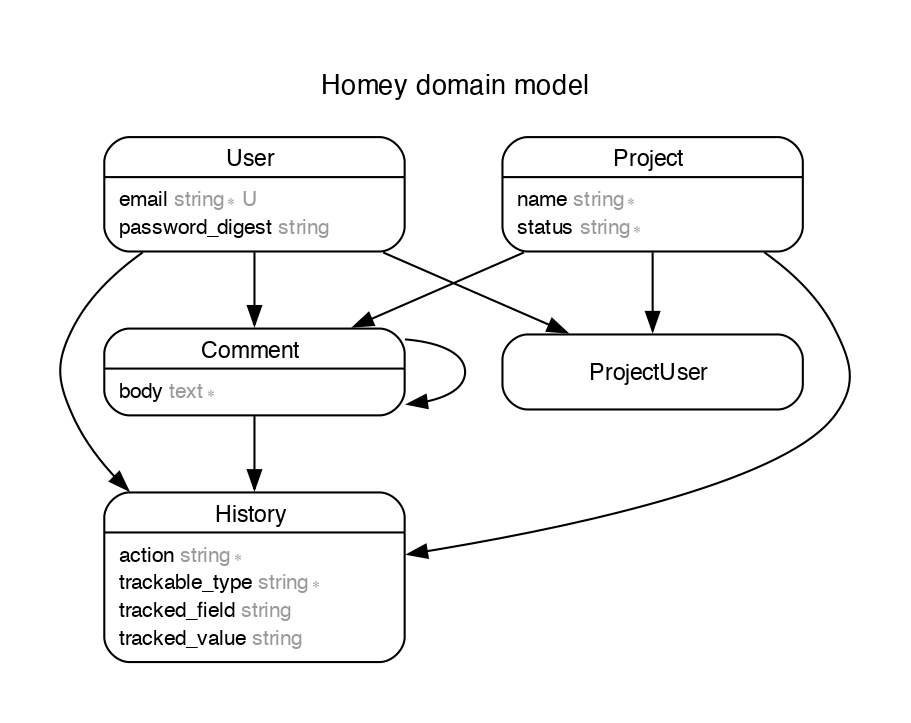 Homey domain model
User
email string * U
password_digest string
Project
name string *
status string *
Comment
body text *
ProjectUser
History
action string *
trackable_type string *
tracked_field string
tracked_value string